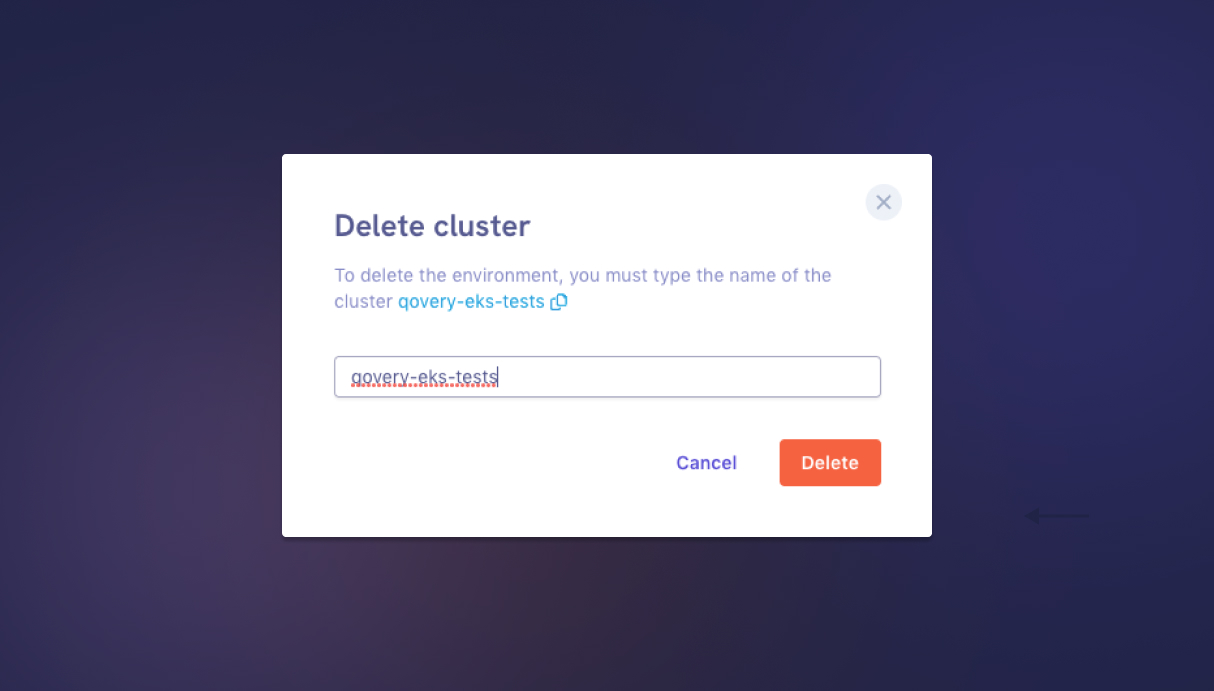 Delete cluster
To delete the environment, you must type the name of the
cluster qovery-eks-tests
qovery-eks-tests
Cancel
Delete